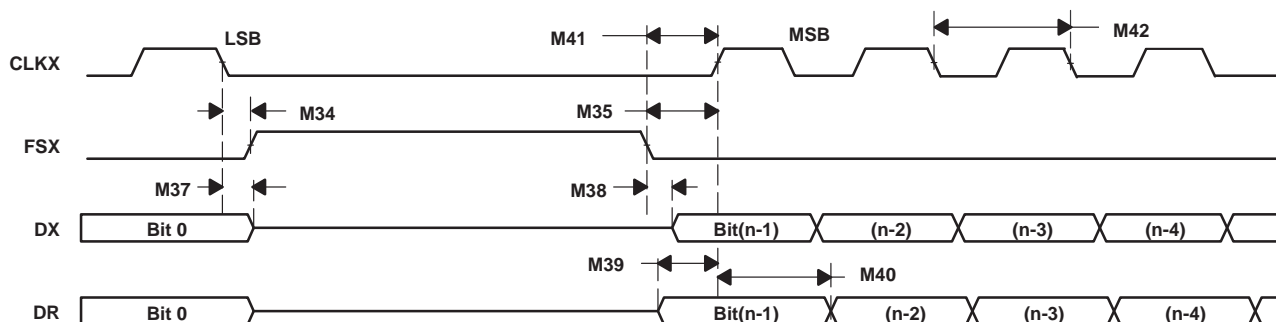 LSB
M41
MSB
M42
CLKX
M34
M35
FSX
M37
M38
DX
Bit 0
Bit(n-1)
(n-2)
(n-3)
(n-4)
M39
M40
DR
Bit 0
Bit(n-1)
(n-2)
(n-3)
(n-4)